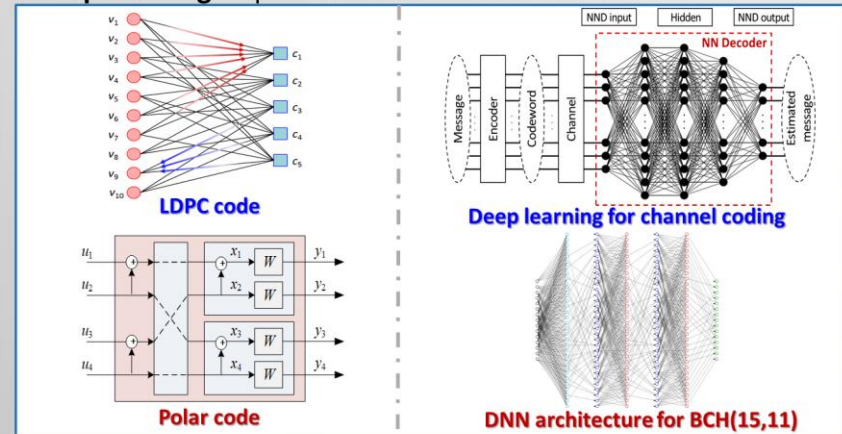 v1
v2
v3
v4
v5
v6
v7
v8
v9
v10
c1
c2
c3
c4
c5
LDPC code
NND input
Hidden
NND output
NN Decoder
Message
Encoder
Codeword
Channel
Estimated
message
Deep learning for channel coding
u1
u2
u3
u4
x1
x2
x3
x4
W
W
W
W
y1
y2
y3
y4
Polar code
DNN architecture for BCH(15,11)